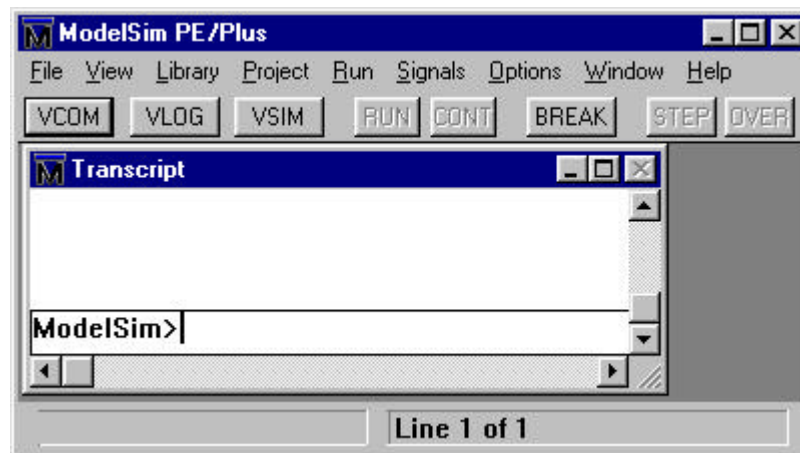 ModelSim PE/Plus
File View Library Project Run Signals Options Window Help
VCOM VLOG VSIM RUN CONT BREAK STEP OVER
Transcript
ModelSim>
Line 1 of 1